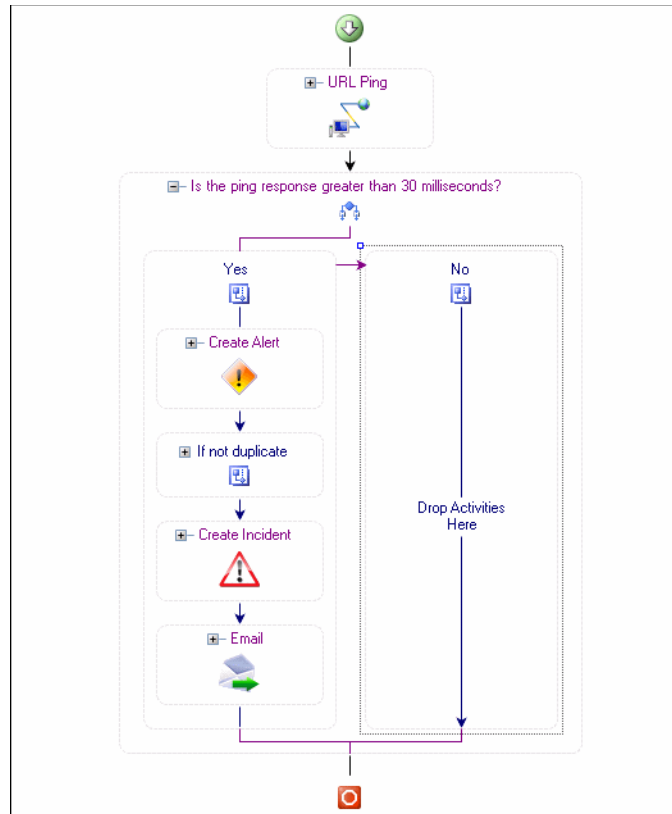 URL Ping
Is the ping response greater than 30 milliseconds?
Yes
No
Create Alert
If not duplicate
Drop Activities
Here
Create Incident
Email